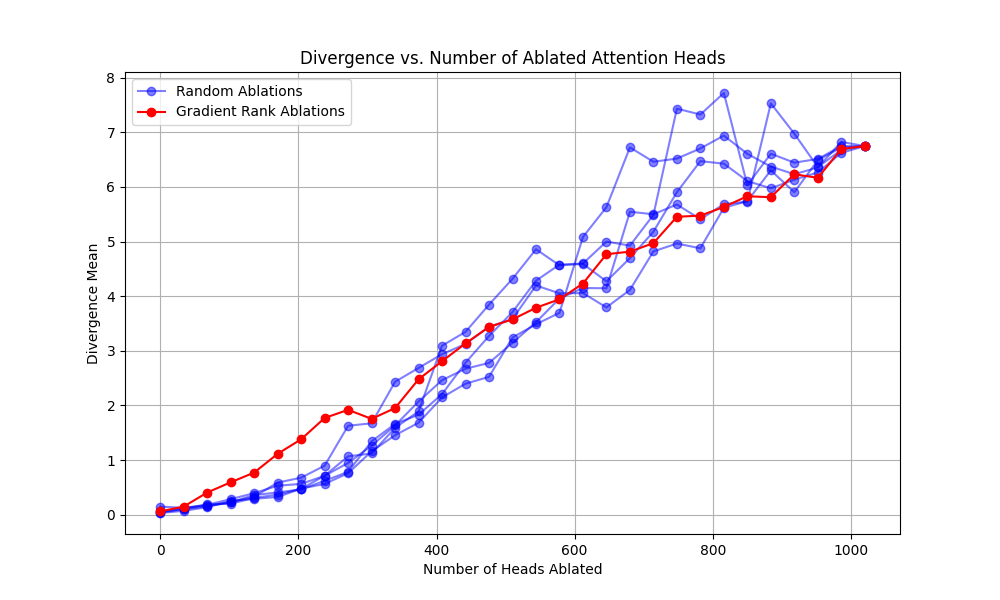 Divergence vs. Number of Ablated Attention Heads
Random Ablations
Gradient Rank Ablations
Divergence Mean
8
7
6
5
4
3
2
1
0
0 200 400 600 800 1000
Number of Heads Ablated